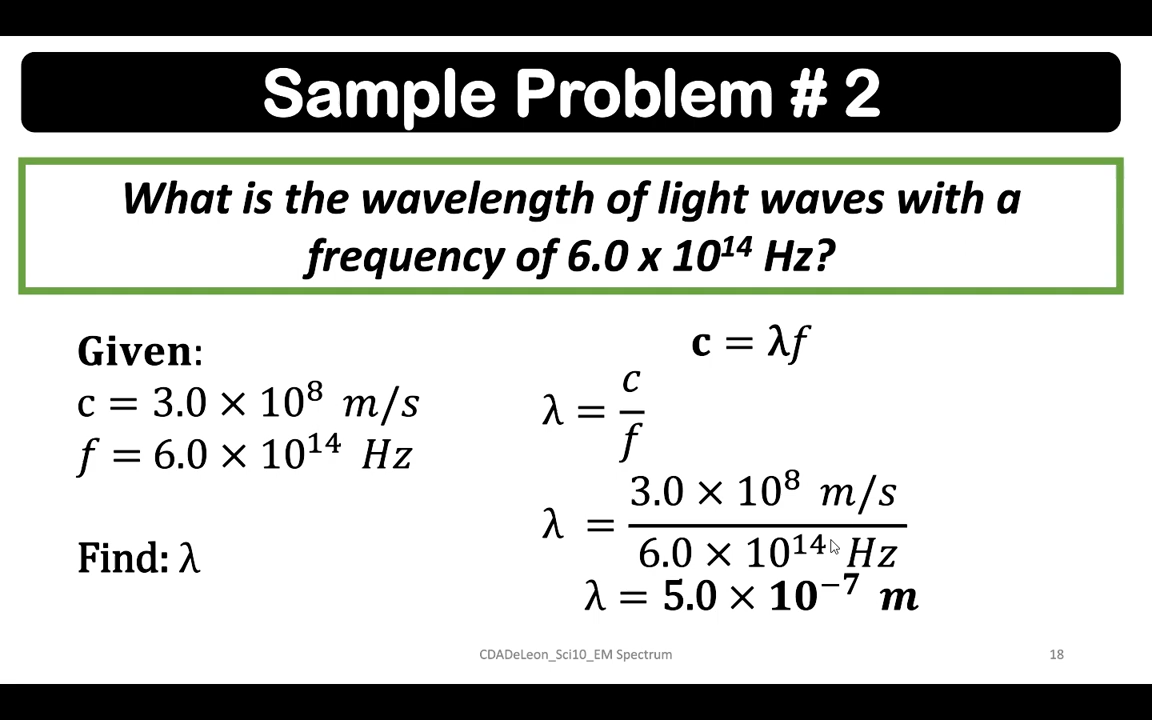 Sample Problem # 2
What is the wavelength of light waves with a
frequency of 6.0 x 10¹⁴ Hz?
Given:
c = 3.0 × 10⁸ m/s
f = 6.0 × 10¹⁴ Hz
Find: λ
c = λf
λ = c/f
λ = 3.0 × 10⁸ m/s / 6.0 × 10¹⁴ Hz
λ = 5.0 × 10⁻⁷ m
CDADeLeon_Sci10_EM Spectrum
18